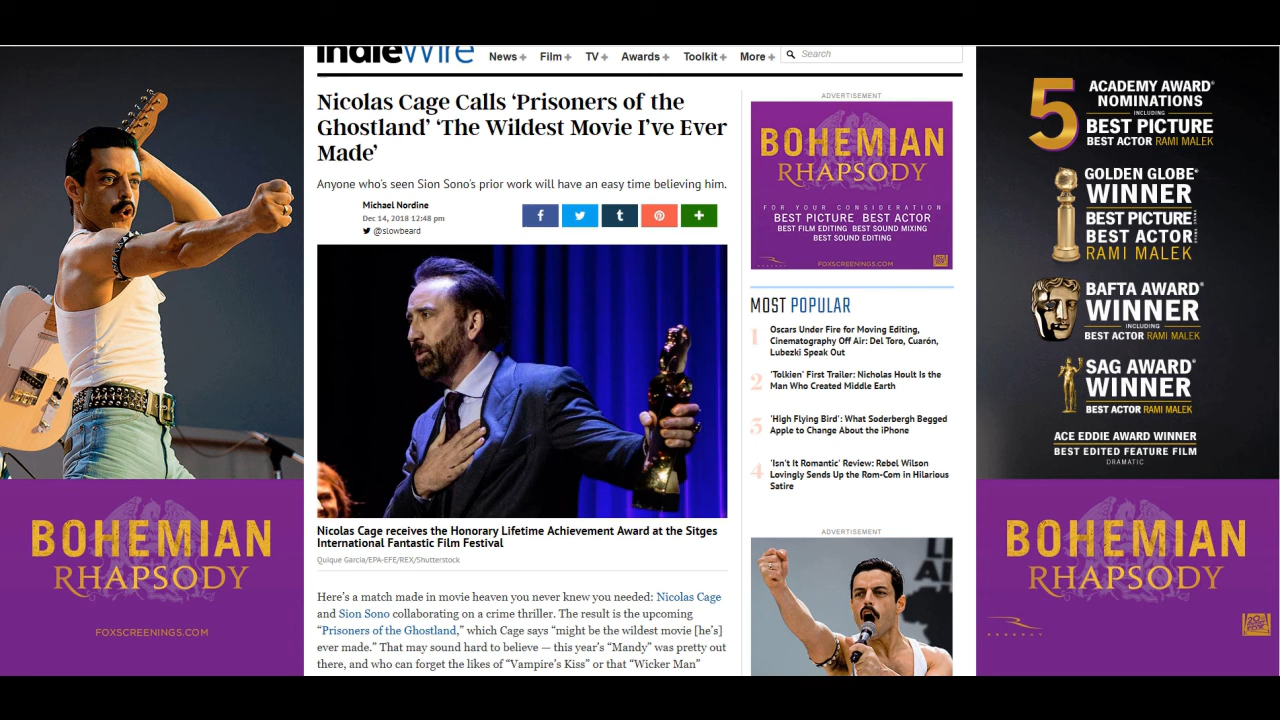 IndieWire
News + Film + TV + Awards + Toolkit + More + Search
Nicolas Cage Calls ‘Prisoners of the
Ghostland’ ‘The Wildest Movie I’ve Ever
Made’
Anyone who’s seen Sion Sono’s prior work will have an easy time believing him.
Michael Nordine
Dec 14, 2018 12:48 pm
@slowbeard
Nicolas Cage receives the Honorary Lifetime Achievement Award at the Sitges
International Fantastic Film Festival
Quique Garcia/EPA-EFE/REX/Shutterstock
Here’s a match made in movie heaven you never knew you needed: Nicolas Cage
and Sion Sono collaborating on a crime thriller. The result is the upcoming
“Prisoners of the Ghostland,” which Cage says “might be the wildest movie [he’s]
ever made.” That may sound hard to believe — this year’s “Mandy” was pretty out
there, and who can forget the likes of “Vampire’s Kiss” or that “Wicker Man”
ADVERTISEMENT
BOHEMIAN
RHAPSODY
FOR YOUR CONSIDERATION
BEST PICTURE BEST ACTOR
BEST FILM EDITING BEST SOUND MIXING
BEST SOUND EDITING
FOXSCREENINGS.COM
MOST POPULAR
1 Oscars Under Fire for Moving Editing,
Cinematography Off Air: Del Toro, Cuarón,
Lubezki Speak Out
2 'Tolkien' First Trailer: Nicholas Hoult Is the
Man Who Created Middle Earth
3 'High Flying Bird': What Soderbergh Begged
Apple to Change About the iPhone
4 'Isn't It Romantic' Review: Rebel Wilson
Lovingly Sends Up the Rom-Com in Hilarious
Satire
ADVERTISEMENT
BOHEMIAN
RHAPSODY
FOXSCREENINGS.COM
5 ACADEMY AWARD®
NOMINATIONS
INCLUDING
BEST PICTURE
BEST ACTOR RAMI MALEK
GOLDEN GLOBE®
WINNER
BEST PICTURE
BEST ACTOR
RAMI MALEK
BAFTA AWARD®
WINNER
INCLUDING
BEST ACTOR RAMI MALEK
SAG AWARD®
WINNER
BEST ACTOR RAMI MALEK
ACE EDDIE AWARD WINNER
BEST EDITED FEATURE FILM
DRAMATIC
BOHEMIAN
RHAPSODY